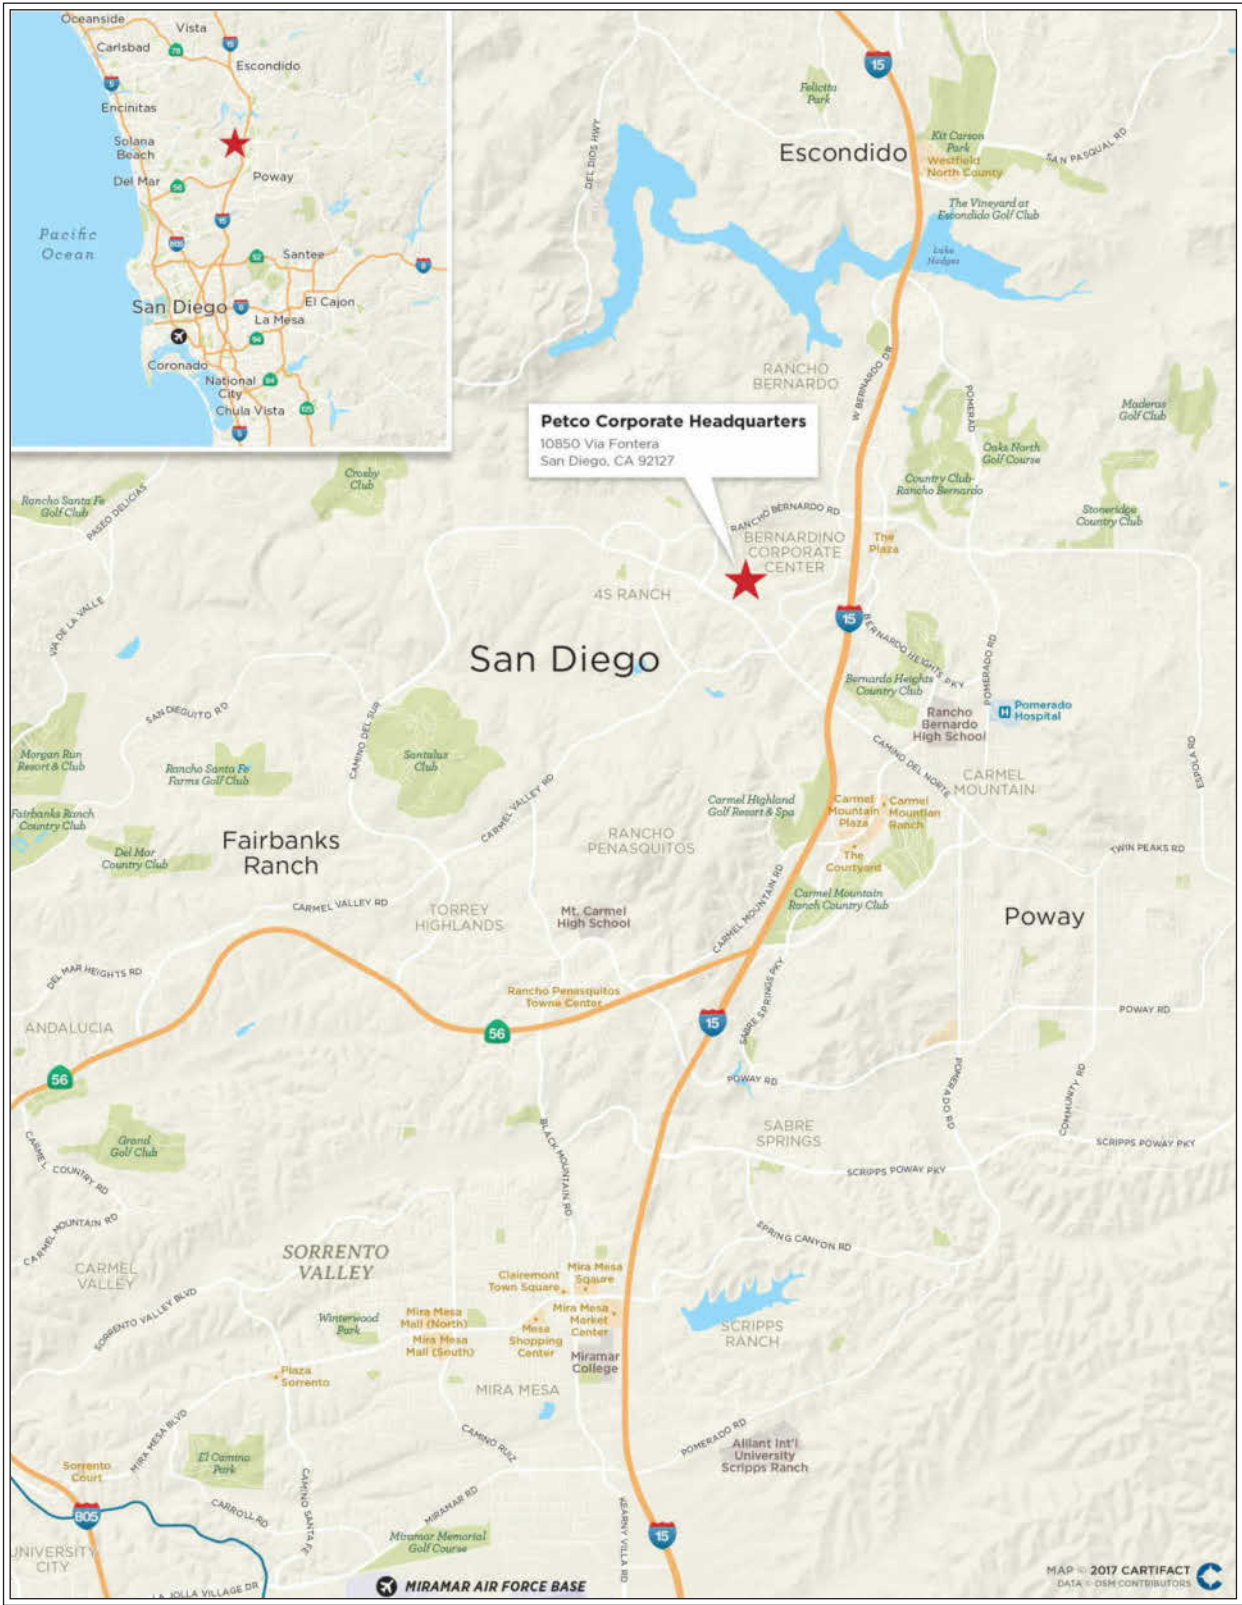 Oceanside
Vista
15
Carlsbad
78
Escondido
5
Encinitas
Solana
Beach
Del Mar
56
Poway
15
Pacific
Ocean
805
52
Santee
8
San Diego
8
El Cajon
La Mesa
94
Coronado
National
City
Chula Vista
125
5
15
Felicita
Park
Escondido
Kit Carson
Park
Westfield
North County
SAN PASQUAL RD
DEL DIOS HWY
The Vineyard at
Escondido Golf Club
Lake
Hodges
RANCHO
BERNARDO
W BERNARDO DR
POMERAD
Maderas
Golf Club
Petco Corporate Headquarters
10850 Via Fontera
San Diego, CA 92127
Oaks North
Golf Course
Country Club-
Rancho Bernardo
Stoneridge
Country Club
Crosby
Club
Rancho Santa Fe
Golf Club
PASEO DELICIAS
RANCHO BERNARDO RD
BERNARDINO
CORPORATE
CENTER
The
Plaza
4S RANCH
15
VIA DE LA VALLE
San Diego
BERNARDO HEIGHTS PKY
POMERADO RD
Bernardo Heights
Country Club
Rancho
Bernardo
High School
H
Pomerado
Hospital
SAN DIEGUITO RD
CAMINO DEL SUR
Morgan Run
Resort & Club
Rancho Santa Fe
Farms Golf Club
Santalux
Club
CAMINO DEL NORTE
ESPOLA RD
CARMEL
MOUNTAIN
CARMEL VALLEY RD
Carmel Highland
Golf Resort & Spa
Carmel
Mountain
Plaza
Carmel
Mountian
Ranch
Fairbanks Ranch
Country Club
Del Mar
Country Club
Fairbanks
Ranch
RANCHO
PENASQUITOS
The
Courtyard
TWIN PEAKS RD
CARMEL VALLEY RD
TORREY
HIGHLANDS
Mt. Carmel
High School
CARMEL MOUNTAIN RD
Carmel Mountain
Ranch Country Club
Poway
DEL MAR HEIGHTS RD
Rancho Penasquitos
Towne Center
SABRE SPRINGS PKY
ANDALUCIA
56
15
POWAY RD
56
POWAY RD
POMERADO RD
COMMUNITY RD
Grand
Golf Club
CARMEL COUNTRY RD
BLACK MOUNTAIN RD
SABRE
SPRINGS
SCRIPPS POWAY PKY
SCRIPPS POWAY PKY
CARMEL MOUNTAIN RD
SPRING CANYON RD
CARMEL
VALLEY
SORRENTO
VALLEY
Clairemont
Town Square
Mira Mesa
Sqaure
SORRENTO VALLEY BLVD
Winterwood
Park
Mira Mesa
Mall (North)
Mira Mesa
Mall (South)
Mesa
Shopping
Center
Mira Mesa
Market
Center
SCRIPPS
RANCH
Miramar
College
Plaza
Sorrento
MIRA MESA
MIRA MESA BLVD
CAMINO RUIZ
POMERADO RD
Alliant Int'l
University
Scripps Ranch
El Camino
Park
Sorrento
Court
CAMINO SANTA FE
CARROLL RD
MIRAMAR RD
805
KEARNY VILLA RD
15
Miramar Memorial
Golf Course
UNIVERSITY
CITY
LA JOLLA VILLAGE DR
MIRAMAR AIR FORCE BASE
MAP © 2017 CARTIFACT
DATA © OSM CONTRIBUTORS